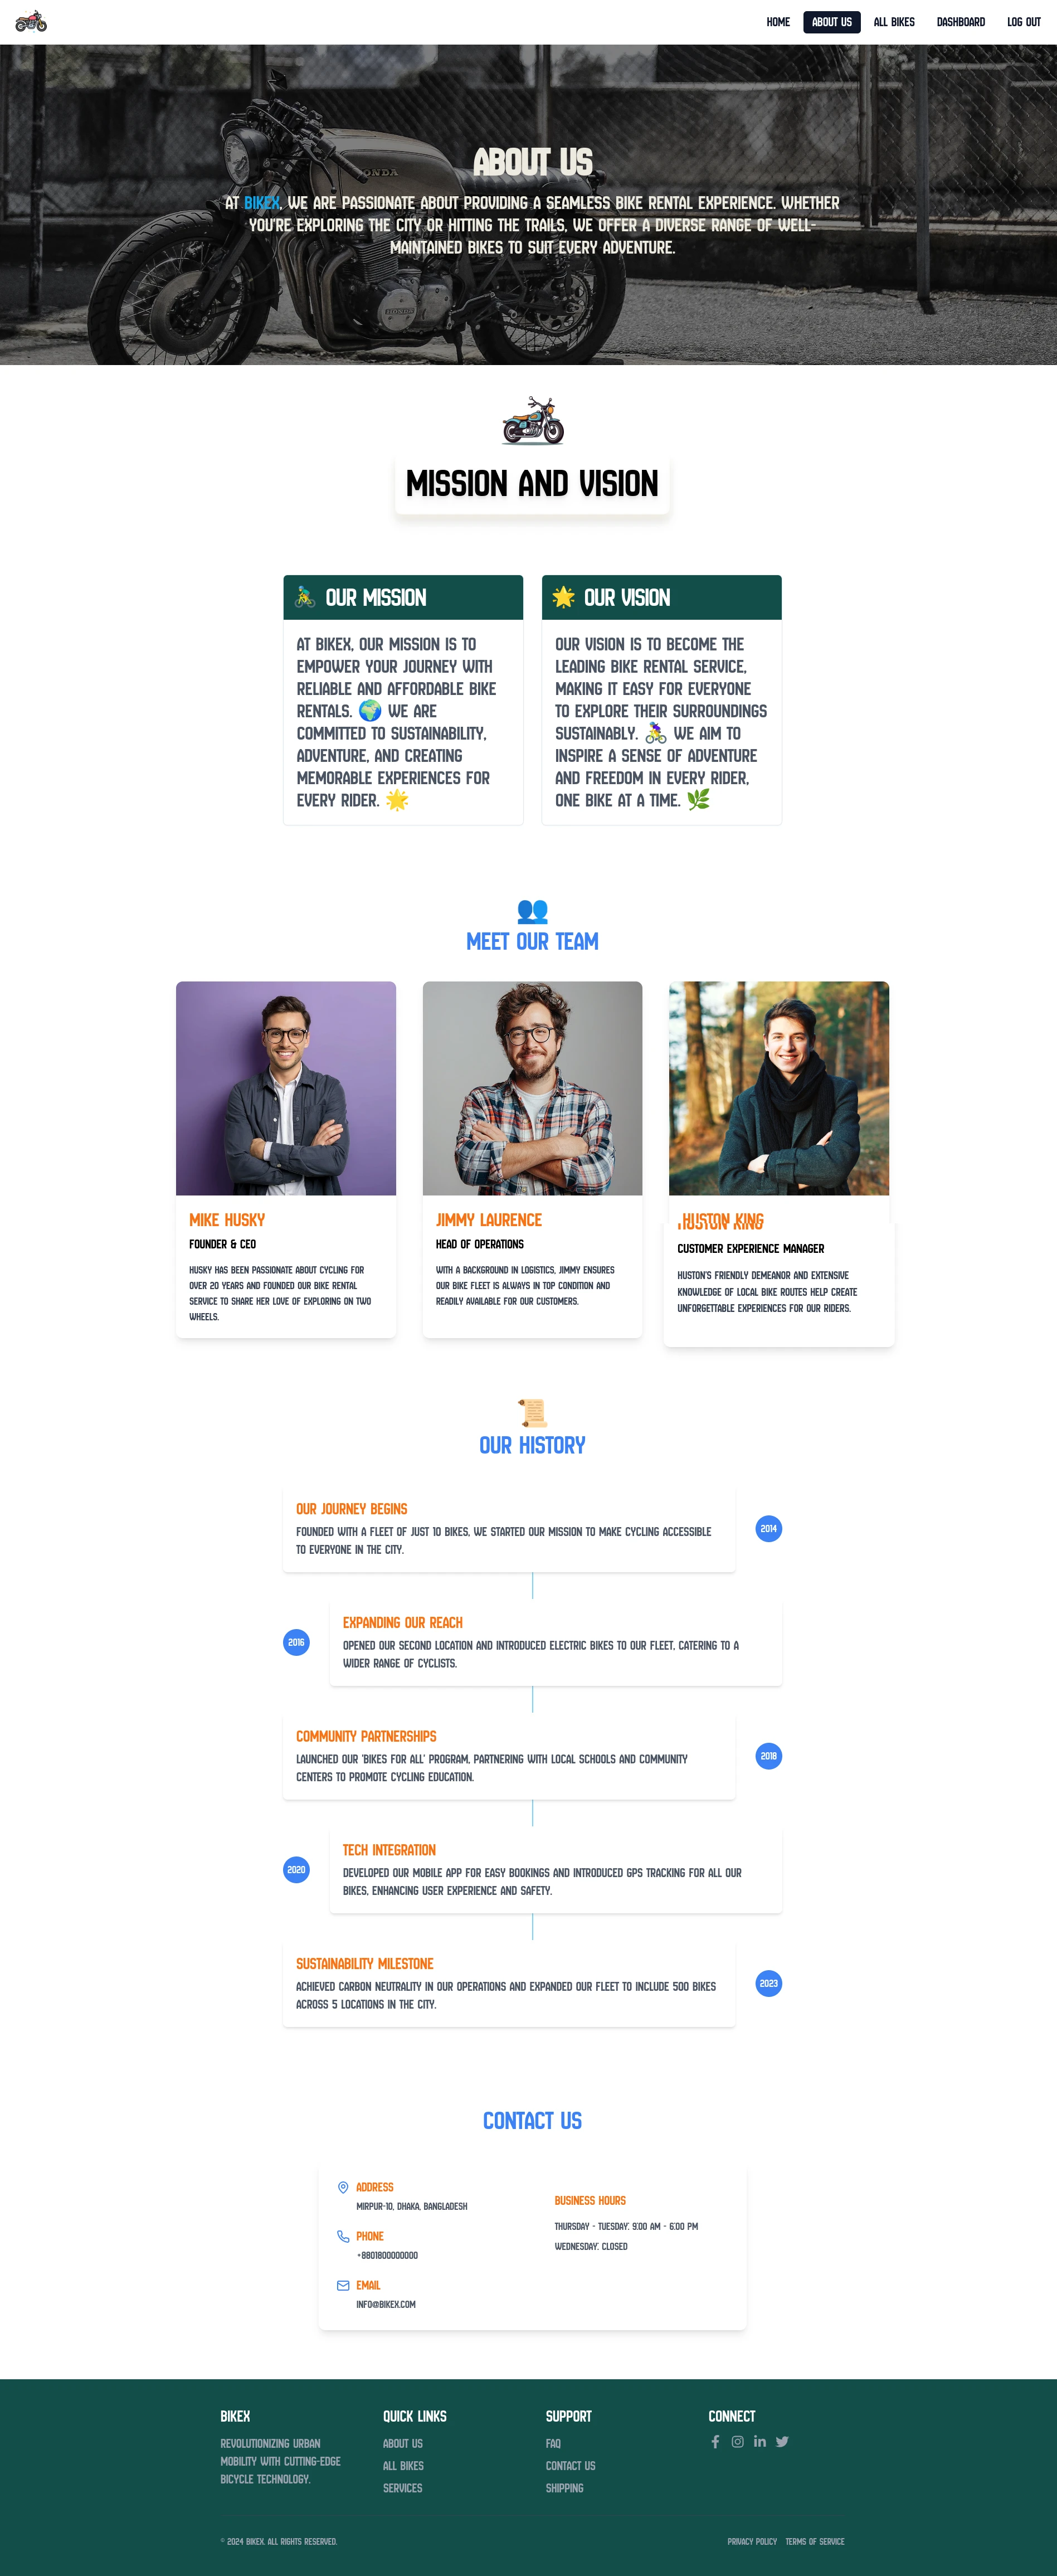 HOME ABOUT US ALL BIKES DASHBOARD LOG OUT
HONDA
ABOUT US
AT BIKEX, WE ARE PASSIONATE ABOUT PROVIDING A SEAMLESS BIKE RENTAL EXPERIENCE. WHETHER
YOU'RE EXPLORING THE CITY OR HITTING THE TRAILS, WE OFFER A DIVERSE RANGE OF WELL-
MAINTAINED BIKES TO SUIT EVERY ADVENTURE.
HONDA
MISSION AND VISION
OUR MISSION
AT BIKEX, OUR MISSION IS TO
EMPOWER YOUR JOURNEY WITH
RELIABLE AND AFFORDABLE BIKE
RENTALS. 🌍 WE ARE
COMMITTED TO SUSTAINABILITY,
ADVENTURE, AND CREATING
MEMORABLE EXPERIENCES FOR
EVERY RIDER. 🌟
OUR VISION
OUR VISION IS TO BECOME THE
LEADING BIKE RENTAL SERVICE,
MAKING IT EASY FOR EVERYONE
TO EXPLORE THEIR SURROUNDINGS
SUSTAINABLY. 🚴‍♀️ WE AIM TO
INSPIRE A SENSE OF ADVENTURE
AND FREEDOM IN EVERY RIDER,
ONE BIKE AT A TIME. 🌿
MEET OUR TEAM
MIKE HUSKY
FOUNDER & CEO
HUSKY HAS BEEN PASSIONATE ABOUT CYCLING FOR
OVER 20 YEARS AND FOUNDED OUR BIKE RENTAL
SERVICE TO SHARE HER LOVE OF EXPLORING ON TWO
WHEELS.
JIMMY LAURENCE
HEAD OF OPERATIONS
WITH A BACKGROUND IN LOGISTICS, JIMMY ENSURES
OUR BIKE FLEET IS ALWAYS IN TOP CONDITION AND
READILY AVAILABLE FOR OUR CUSTOMERS.
HUSTON KING
CUSTOMER EXPERIENCE MANAGER
HUSTON'S FRIENDLY DEMEANOR AND EXTENSIVE
KNOWLEDGE OF LOCAL BIKE ROUTES HELP CREATE
UNFORGETTABLE EXPERIENCES FOR OUR RIDERS.
OUR HISTORY
OUR JOURNEY BEGINS
FOUNDED WITH A FLEET OF JUST 10 BIKES, WE STARTED OUR MISSION TO MAKE CYCLING ACCESSIBLE
TO EVERYONE IN THE CITY.
2014
EXPANDING OUR REACH
OPENED OUR SECOND LOCATION AND INTRODUCED ELECTRIC BIKES TO OUR FLEET, CATERING TO A
WIDER RANGE OF CYCLISTS.
2016
COMMUNITY PARTNERSHIPS
LAUNCHED OUR 'BIKES FOR ALL' PROGRAM, PARTNERING WITH LOCAL SCHOOLS AND COMMUNITY
CENTERS TO PROMOTE CYCLING EDUCATION.
2018
TECH INTEGRATION
DEVELOPED OUR MOBILE APP FOR EASY BOOKINGS AND INTRODUCED GPS TRACKING FOR ALL OUR
BIKES, ENHANCING USER EXPERIENCE AND SAFETY.
2020
SUSTAINABILITY MILESTONE
ACHIEVED CARBON NEUTRALITY IN OUR OPERATIONS AND EXPANDED OUR FLEET TO INCLUDE 500 BIKES
ACROSS 5 LOCATIONS IN THE CITY.
2023
CONTACT US
ADDRESS
MIRPUR-10, DHAKA, BANGLADESH
PHONE
+8801800000000
EMAIL
INFO@BIKEX.COM
BUSINESS HOURS
THURSDAY - TUESDAY: 9:00 AM - 6:00 PM
WEDNESDAY: CLOSED
BIKEX
REVOLUTIONIZING URBAN
MOBILITY WITH CUTTING-EDGE
BICYCLE TECHNOLOGY.
QUICK LINKS
ABOUT US
ALL BIKES
SERVICES
SUPPORT
FAQ
CONTACT US
SHIPPING
CONNECT
© 2024 BIKEX. ALL RIGHTS RESERVED.
PRIVACY POLICY TERMS OF SERVICE